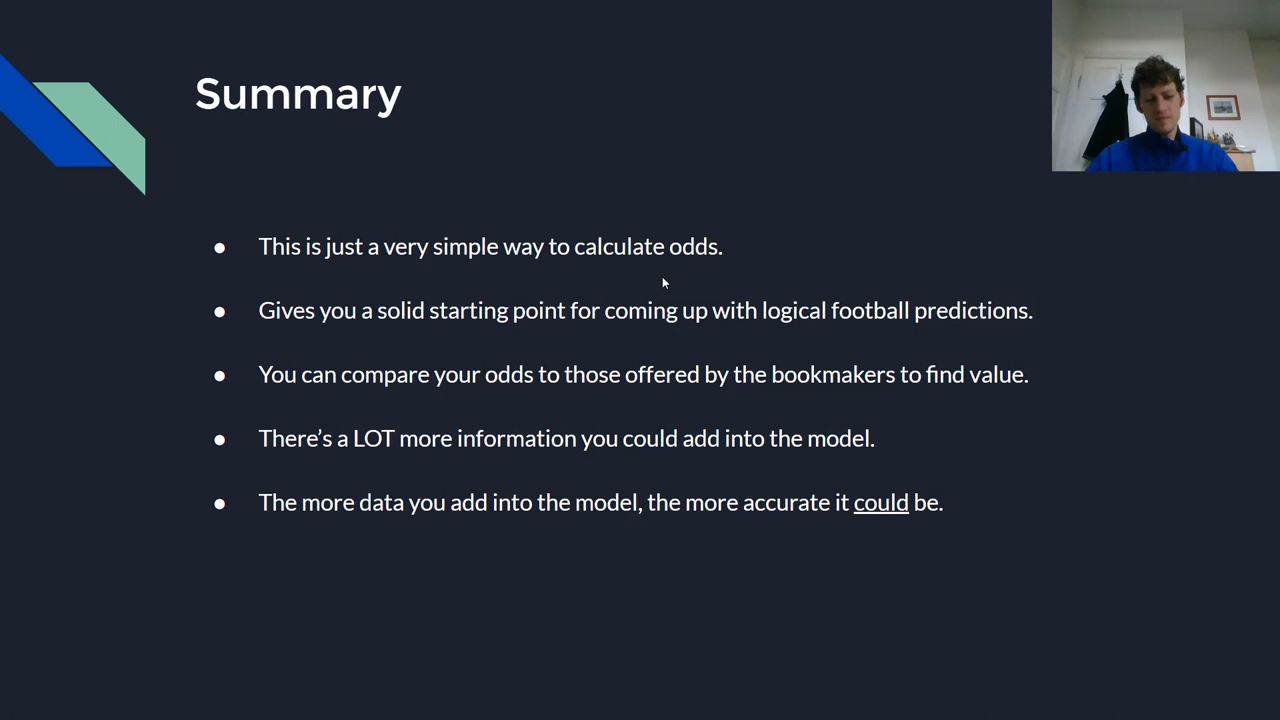 Summary
● This is just a very simple way to calculate odds.
● Gives you a solid starting point for coming up with logical football predictions.
● You can compare your odds to those offered by the bookmakers to find value.
● There’s a LOT more information you could add into the model.
● The more data you add into the model, the more accurate it could be.